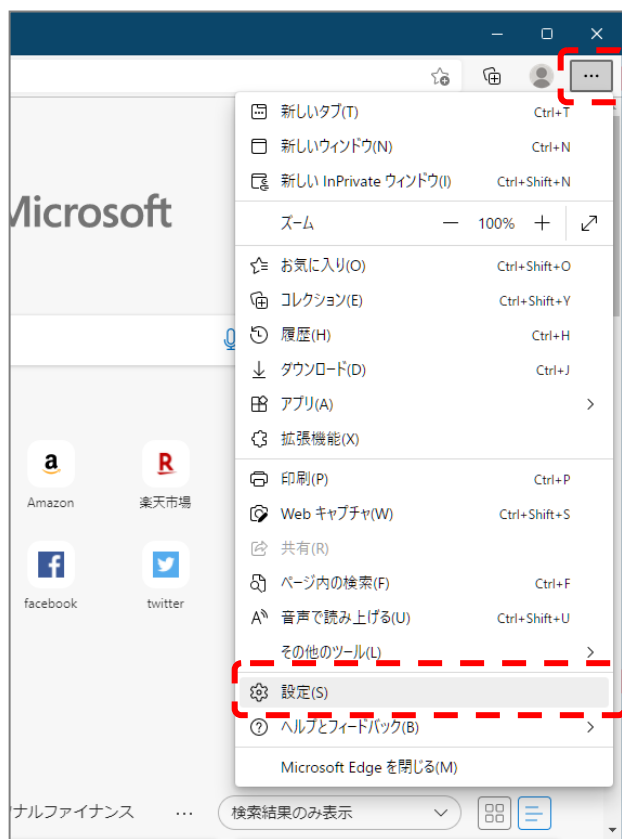 Microsoft
新しいタブ(T) Ctrl+T
新しいウィンドウ(N) Ctrl+N
新しい InPrivate ウィンドウ(I) Ctrl+Shift+N
ズーム — 100% +
お気に入り(O) Ctrl+Shift+O
コレクション(E) Ctrl+Shift+Y
履歴(H) Ctrl+H
ダウンロード(D) Ctrl+J
アプリ(A)
拡張機能(X)
印刷(P) Ctrl+P
Web キャプチャ(W) Ctrl+Shift+S
共有(R)
ページ内の検索(F) Ctrl+F
音声で読み上げる(U) Ctrl+Shift+U
その他のツール(L)
設定(S)
ヘルプとフィードバック(B)
Microsoft Edge を閉じる(M)
a R
Amazon 楽天市場
f
facebook twitter
ナルファイナンス … 検索結果のみ表示